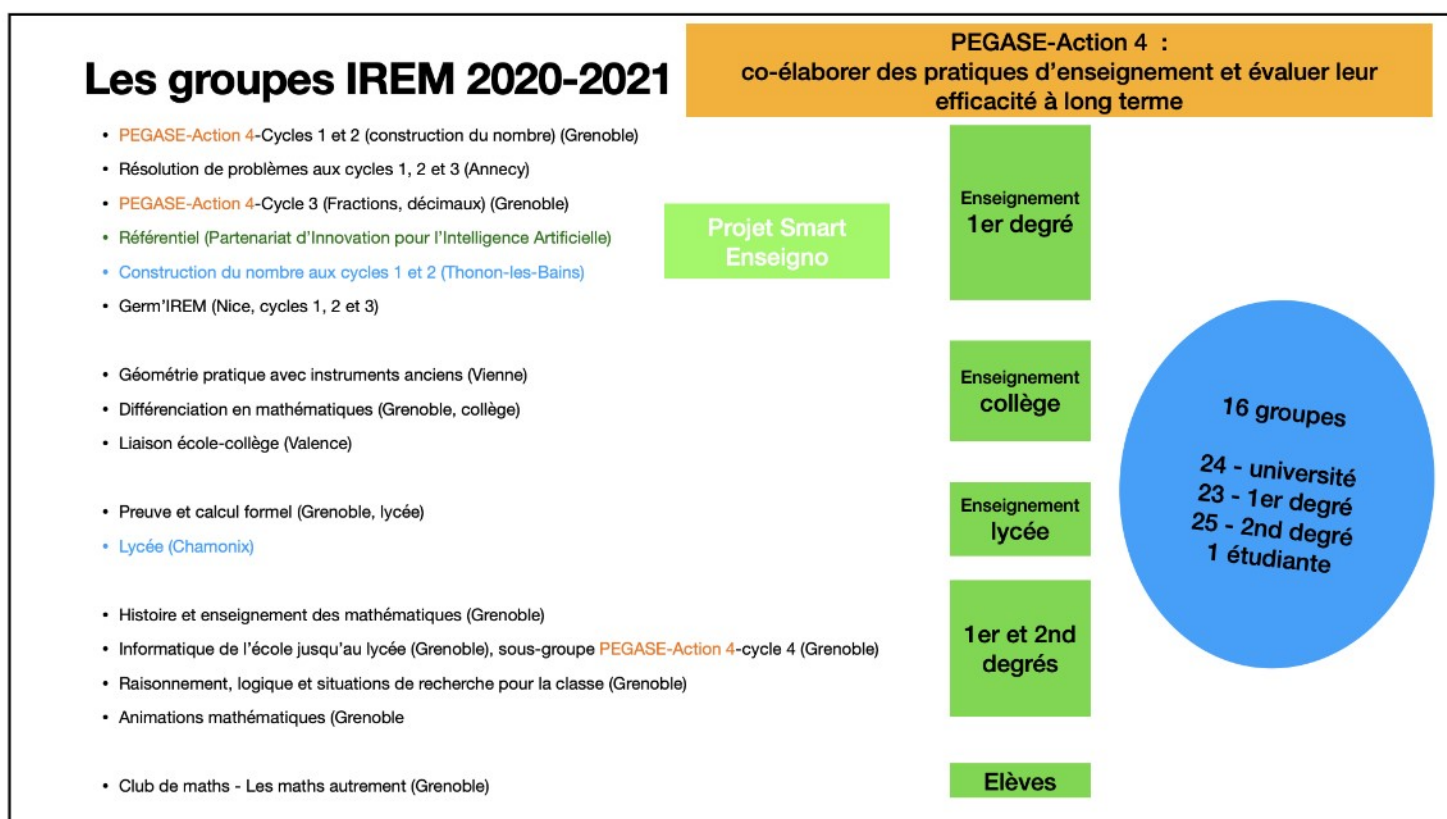 Les groupes IREM 2020-2021
PEGASE-Action 4 :
co-élaborer des pratiques d'enseignement et évaluer leur
efficacité à long terme
• PEGASE-Action 4-Cycles 1 et 2 (construction du nombre) (Grenoble)
• Résolution de problèmes aux cycles 1, 2 et 3 (Annecy)
• PEGASE-Action 4-Cycle 3 (Fractions, décimaux) (Grenoble)
• Référentiel (Partenariat d'Innovation pour l'Intelligence Artificielle)
• Construction du nombre aux cycles 1 et 2 (Thonon-les-Bains)
• Germ'IREM (Nice, cycles 1, 2 et 3)
Projet Smart
Enseigno
Enseignement
1er degré
• Géométrie pratique avec instruments anciens (Vienne)
• Différenciation en mathématiques (Grenoble, collège)
• Liaison école-collège (Valence)
Enseignement
collège
• Preuve et calcul formel (Grenoble, lycée)
• Lycée (Chamonix)
Enseignement
lycée
• Histoire et enseignement des mathématiques (Grenoble)
• Informatique de l'école jusqu'au lycée (Grenoble), sous-groupe PEGASE-Action 4-cycle 4 (Grenoble)
• Raisonnement, logique et situations de recherche pour la classe (Grenoble)
• Animations mathématiques (Grenoble
1er et 2nd
degrés
• Club de maths - Les maths autrement (Grenoble)
Elèves
16 groupes
24 - université
23 - 1er degré
25 - 2nd degré
1 étudiante